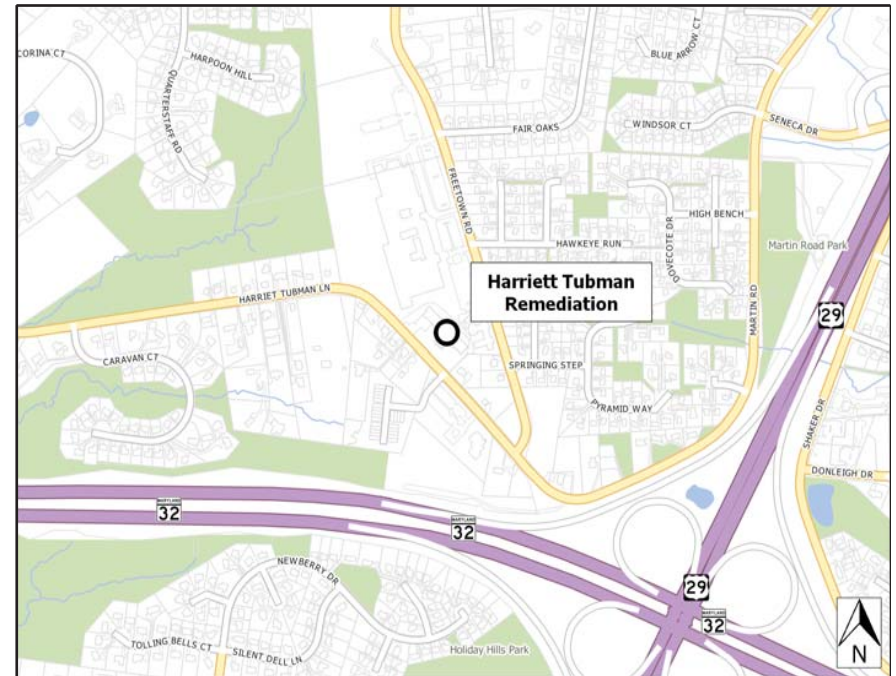 CORINA CT
HARPOON HILL
QUARTERSTAFF RD
BLUE ARROW CT
FAIR OAKS
WINDSOR CT
SENECA DR
FREETOWN RD
HIGH BENCH
DOVECOTE DR
HAWKEYE RUN
Martin Road Park
Harriett Tubman
Remediation
HARRIET TUBMAN LN
29
MARTIN RD
CARAVAN CT
SPRINGING STEP
PYRAMID WAY
SHAKER DR
DONLEIGH DR
MARYLAND
32
MARYLAND
32
NEWBERRY DR
29
MARYLAND
32
TOLLING BELLS CT
SILENT DELL LN
Holiday Hills Park
N